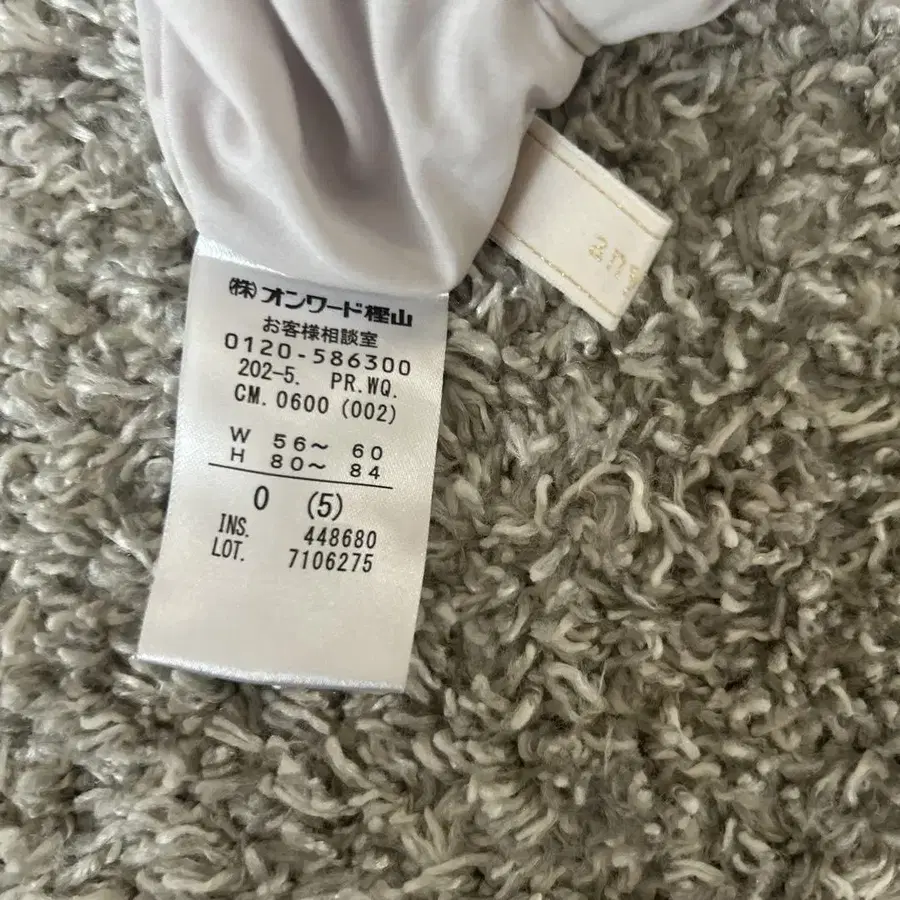 ㈱オンワード樫山
お客様相談室
0120-586300
202-5. PR.WQ.
CM. 0600 (002)
W 56～ 60
H 80～ 84
0 (5)
INS. 448680
LOT. 7106275